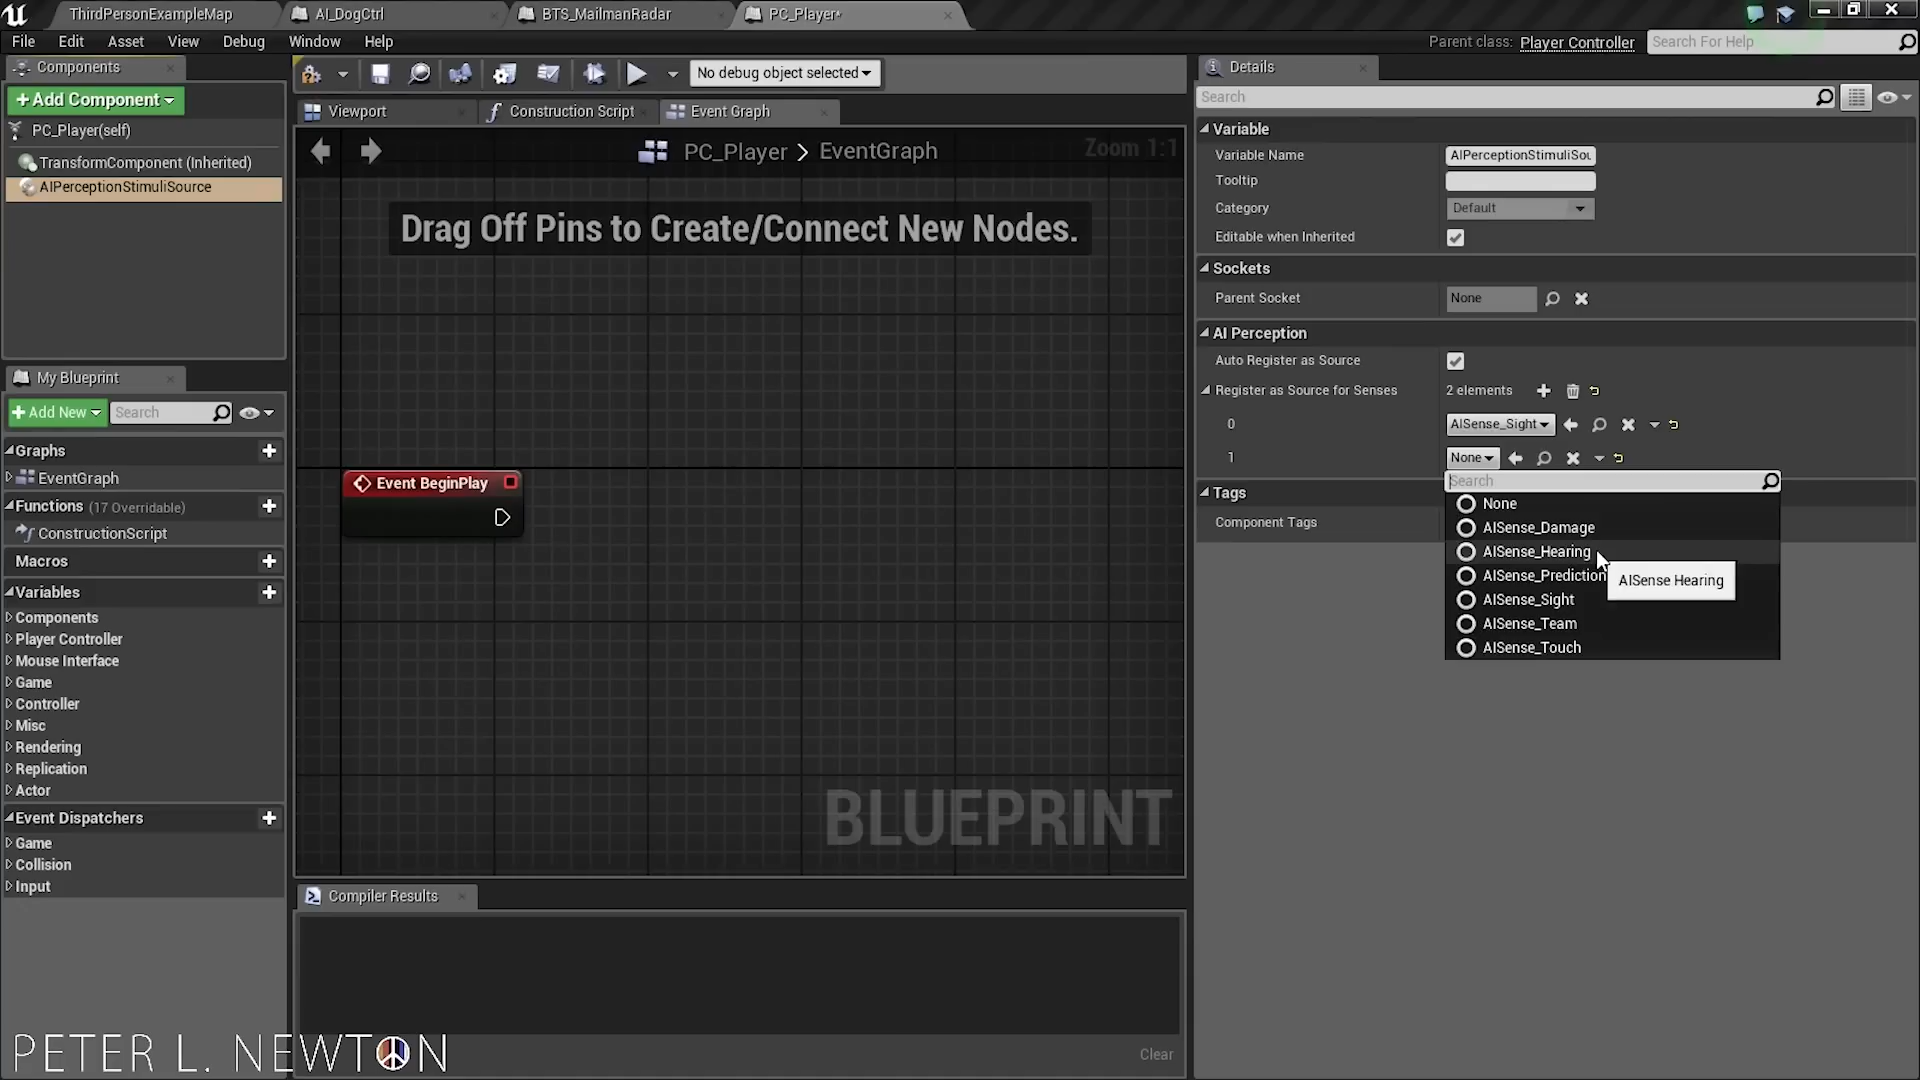 ThirdPersonExampleMap
AI_DogCtrl
BTS_MailmanRadar
PC_Player*
File Edit Asset View Debug Window Help
Parent class: Player Controller
Search For Help
Components
+Add Component
PC_Player(self)
TransformComponent (Inherited)
AIPerceptionStimuliSource
My Blueprint
+Add New
Search
Graphs
EventGraph
Functions (17 Overridable)
ConstructionScript
Macros
Variables
Components
Player Controller
Mouse Interface
Game
Controller
Misc
Rendering
Replication
Actor
Event Dispatchers
Game
Collision
Input
No debug object selected
Viewport
Construction Script
Event Graph
PC_Player > EventGraph
Zoom 1:1
Drag Off Pins to Create/Connect New Nodes.
Event BeginPlay
BLUEPRINT
Compiler Results
Clear
Details
Search
Variable
Variable Name AIPerceptionStimuliSou
Tooltip
Category Default
Editable when Inherited
Sockets
Parent Socket None
AI Perception
Auto Register as Source
Register as Source for Senses 2 elements
0 AISense_Sight
1 None
Search
Tags
Component Tags
None
AISense_Damage
AISense_Hearing
AISense_Prediction
AISense_Sight
AISense_Team
AISense_Touch
AISense Hearing
PETER L. NEWTON